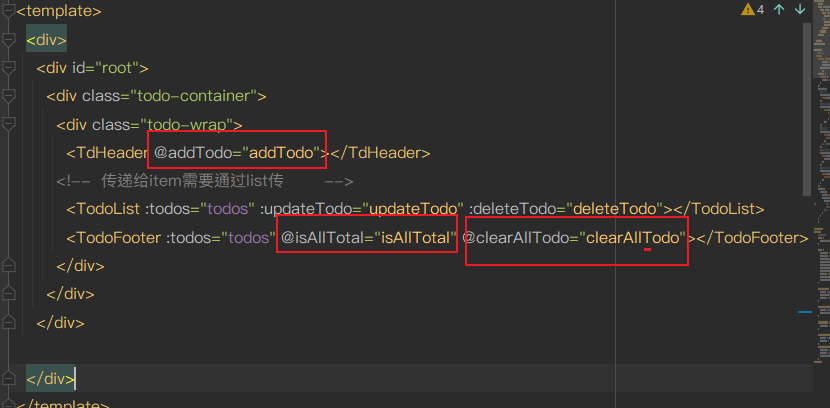 <template>
4
<div>
<div id="root">
<div class="todo-container">
<div class="todo-wrap">
<TdHeader @addTodo="addTodo"></TdHeader>
<!-- 传递给item需要通过list传 -->
<TodoList :todos="todos" :updateTodo="updateTodo" :deleteTodo="deleteTodo"></TodoList>
<TodoFooter :todos="todos" @isAllTotal="isAllTotal" @clearAllTodo="clearAllTodo"></TodoFooter>
</div>
</div>
</div>
</div>
</template>